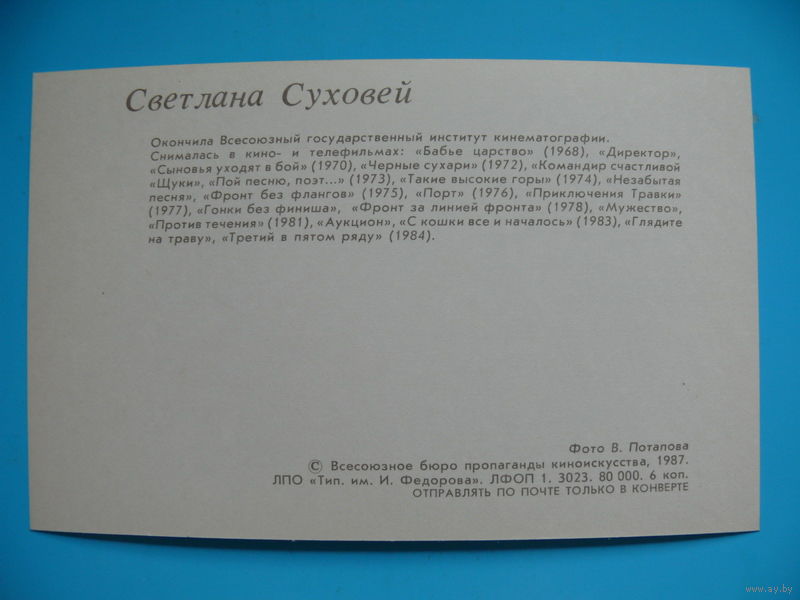 Светлана Суховей
Окончила Всесоюзный государственный институт кинематографии.
Снималась в кино- и телефильмах: «Бабье царство» (1968), «Директор»,
«Сыновья уходят в бой» (1970), «Черные сухари» (1972), «Командир счастливой
«Щуки», «Пой песню, поэт...» (1973), «Такие высокие горы» (1974), «Незабытая
песня», «Фронт без флангов» (1975), «Порт» (1976), «Приключения Травки»
(1977), «Гонки без финиша», «Фронт за линией фронта» (1978), «Мужество»,
«Против течения» (1981), «Аукцион», «С кошки все и началось» (1983), «Глядите
на траву», «Третий в пятом ряду» (1984).
Фото В. Потапова
© Всесоюзное бюро пропаганды киноискусства, 1987.
ЛПО «Тип. им. И. Федорова». ЛФОП 1. 3023. 80 000. 6 коп.
ОТПРАВЛЯТЬ ПО ПОЧТЕ ТОЛЬКО В КОНВЕРТЕ
www.ay.by